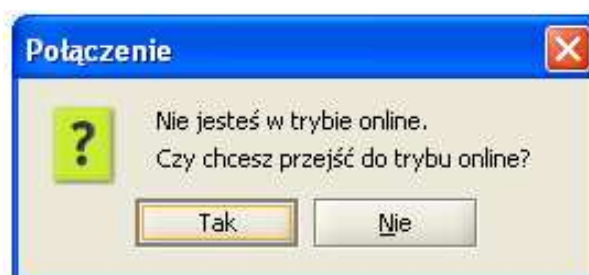 Połączenie
Nie jesteś w trybie online.
Czy chcesz przejść do trybu online?
Tak
Nie